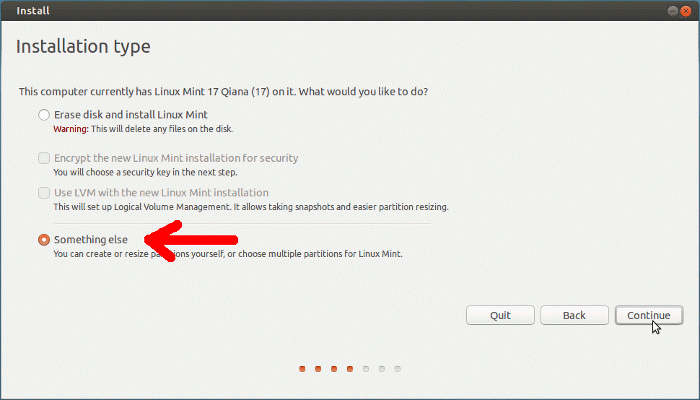 Install
Installation type
This computer currently has Linux Mint 17 Qiana (17) on it. What would you like to do?
Erase disk and install Linux Mint
Warning: This will delete any files on the disk.
Encrypt the new Linux Mint installation for security
You will choose a security key in the next step.
Use LVM with the new Linux Mint installation
This will set up Logical Volume Management. It allows taking snapshots and easier partition resizing.
Something else
You can create or resize partitions yourself, or choose multiple partitions for Linux Mint.
Quit
Back
Continue